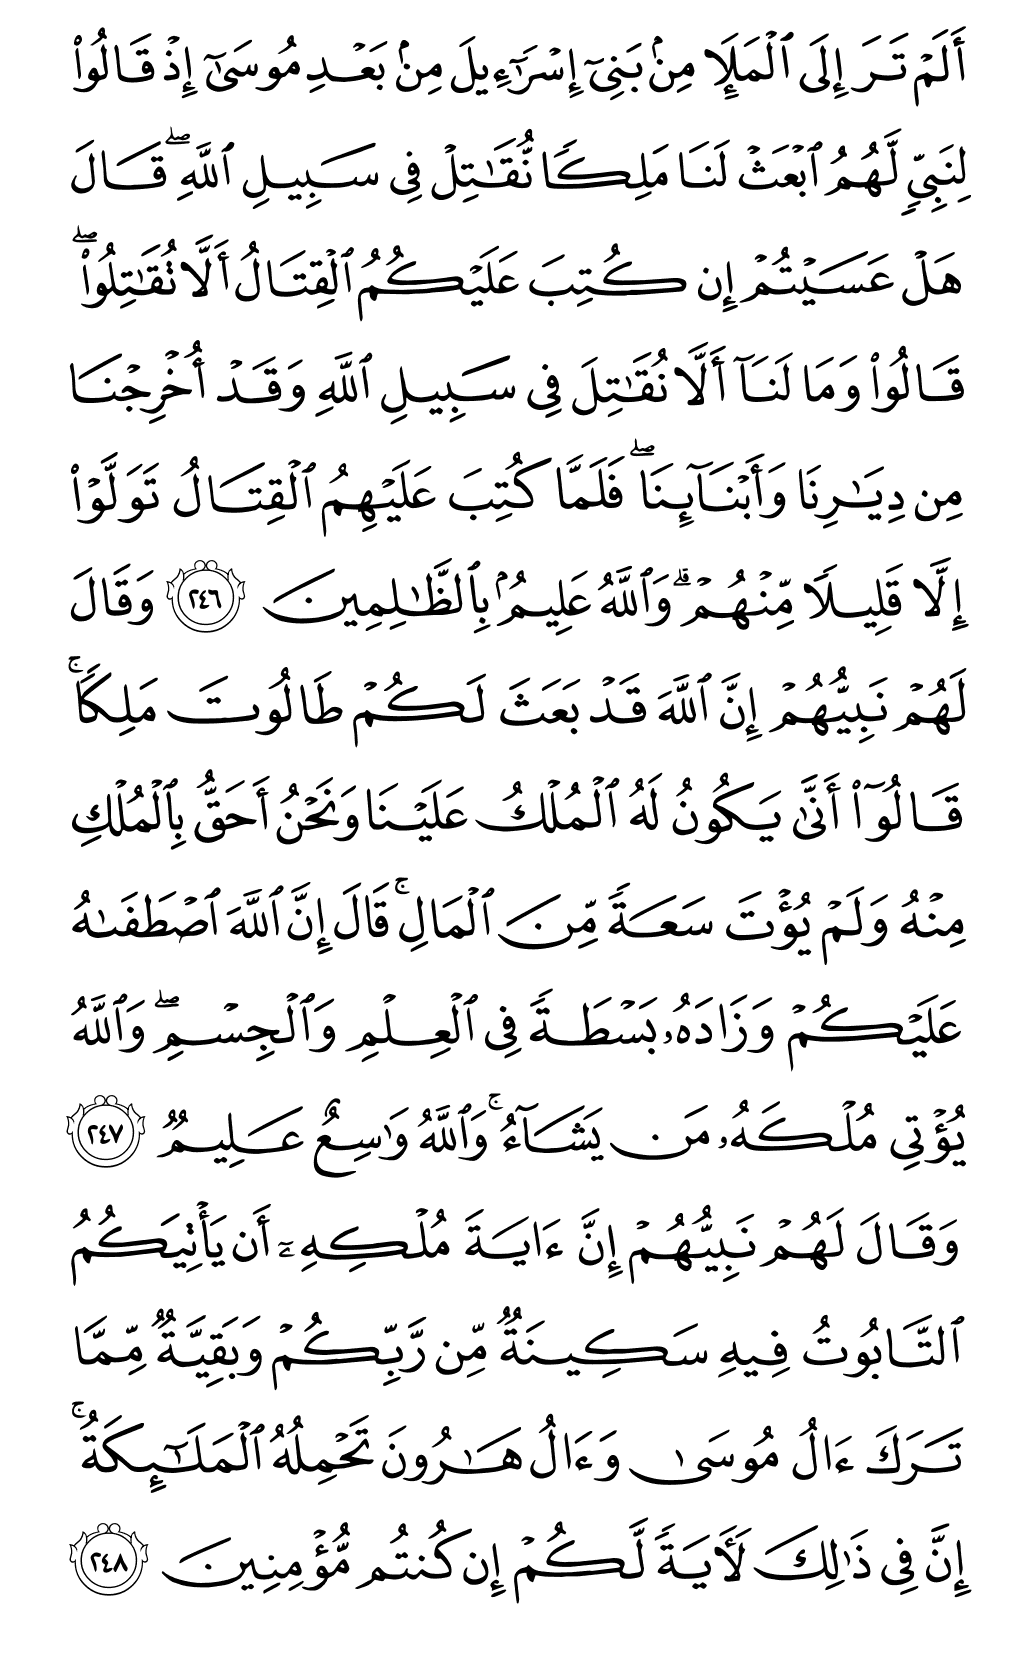 أَلَمۡ تَرَ إِلَى ٱلۡمَلَإِ مِنۢ بَنِيٓ إِسۡرَٰٓءِيلَ مِنۢ بَعۡدِ مُوسَىٰٓ إِذۡ قَالُواْ
لِنَبِيّٖ لَّهُمُ ٱبۡعَثۡ لَنَا مَلِكٗا نُّقَٰتِلۡ فِي سَبِيلِ ٱللَّهِۖ قَالَ
هَلۡ عَسَيۡتُمۡ إِن كُتِبَ عَلَيۡكُمُ ٱلۡقِتَالُ أَلَّا تُقَٰتِلُواْۖ
قَالُواْ وَمَا لَنَآ أَلَّا نُقَٰتِلَ فِي سَبِيلِ ٱللَّهِ وَقَدۡ أُخۡرِجۡنَا
مِن دِيَٰرِنَا وَأَبۡنَآئِنَاۖ فَلَمَّا كُتِبَ عَلَيۡهِمُ ٱلۡقِتَالُ تَوَلَّوۡاْ
إِلَّا قَلِيلٗا مِّنۡهُمۡۚ وَٱللَّهُ عَلِيمُۢ بِٱلظَّٰلِمِينَ ٢٤٦ وَقَالَ
لَهُمۡ نَبِيُّهُمۡ إِنَّ ٱللَّهَ قَدۡ بَعَثَ لَكُمۡ طَالُوتَ مَلِكٗاۚ
قَالُوٓاْ أَنَّىٰ يَكُونُ لَهُ ٱلۡمُلۡكُ عَلَيۡنَا وَنَحۡنُ أَحَقُّ بِٱلۡمُلۡكِ
مِنۡهُ وَلَمۡ يُؤۡتَ سَعَةٗ مِّنَ ٱلۡمَالِۚ قَالَ إِنَّ ٱللَّهَ ٱصۡطَفَىٰهُ
عَلَيۡكُمۡ وَزَادَهُۥ بَسۡطَةٗ فِي ٱلۡعِلۡمِ وَٱلۡجِسۡمِۖ وَٱللَّهُ
يُؤۡتِي مُلۡكَهُۥ مَن يَشَآءُۚ وَٱللَّهُ وَٰسِعٌ عَلِيمٞ ٢٤٧
وَقَالَ لَهُمۡ نَبِيُّهُمۡ إِنَّ ءَايَةَ مُلۡكِهِۦٓ أَن يَأۡتِيَكُمُ
ٱلتَّابُوتُ فِيهِ سَكِينَةٞ مِّن رَّبِّكُمۡ وَبَقِيَّةٞ مِّمَّا
تَرَكَ ءَالُ مُوسَىٰ وَءَالُ هَٰرُونَ تَحۡمِلُهُ ٱلۡمَلَٰٓئِكَةُۚ
إِنَّ فِي ذَٰلِكَ لَأٓيَةٗ لَّكُمۡ إِن كُنتُم مُّؤۡمِنِينَ ٢٤٨